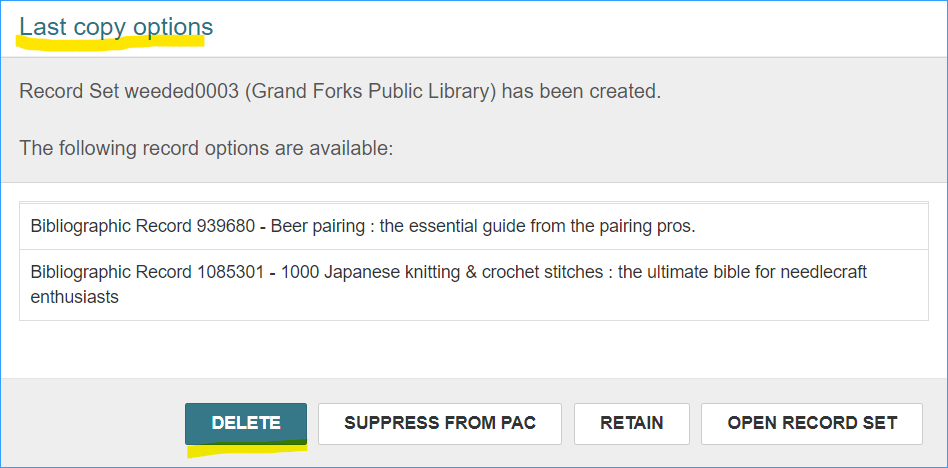 Last copy options
Record Set weeded0003 (Grand Forks Public Library) has been created.
The following record options are available:
Bibliographic Record 939680 - Beer pairing : the essential guide from the pairing pros.
Bibliographic Record 1085301 - 1000 Japanese knitting & crochet stitches : the ultimate bible for needlecraft
enthusiasts
DELETE SUPPRESS FROM PAC RETAIN OPEN RECORD SET